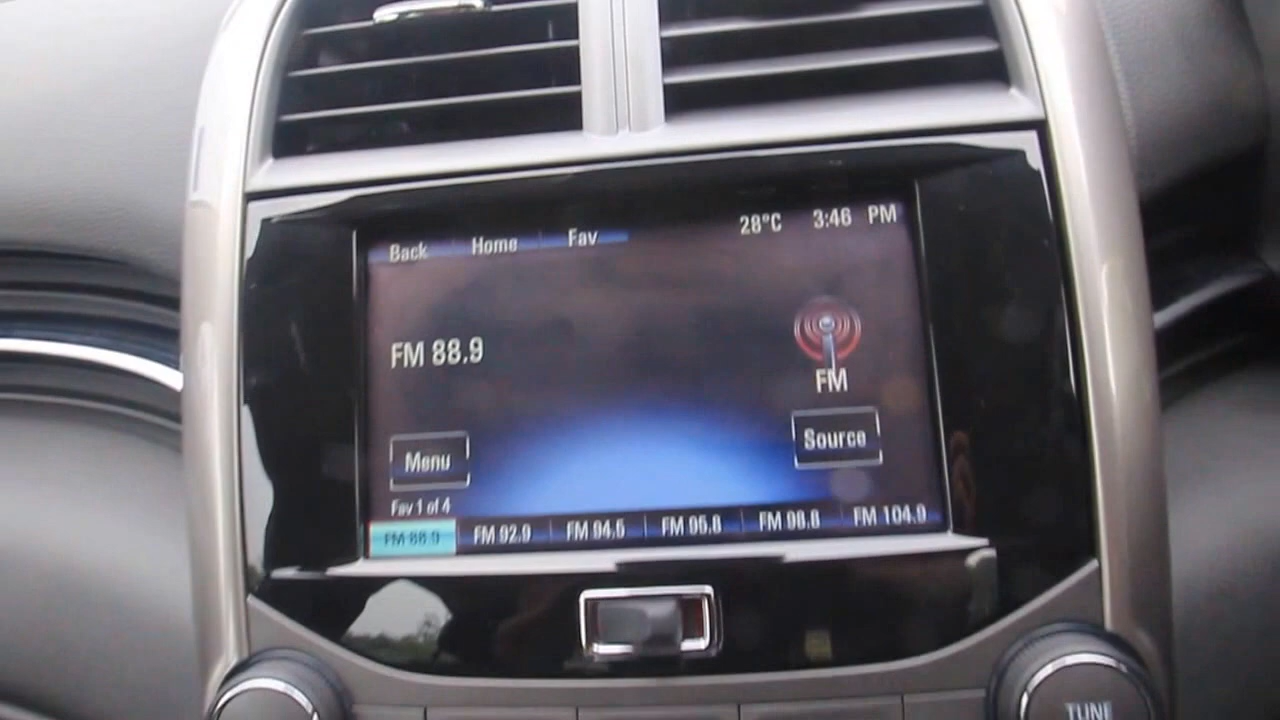 Back Home Fav 28°C 3:46 PM
FM 88.9
FM
Menu
Source
Fav 1 of 4
FM 88.9 FM 92.9 FM 94.5 FM 95.8 FM 98.8 FM 104.9
TUNE